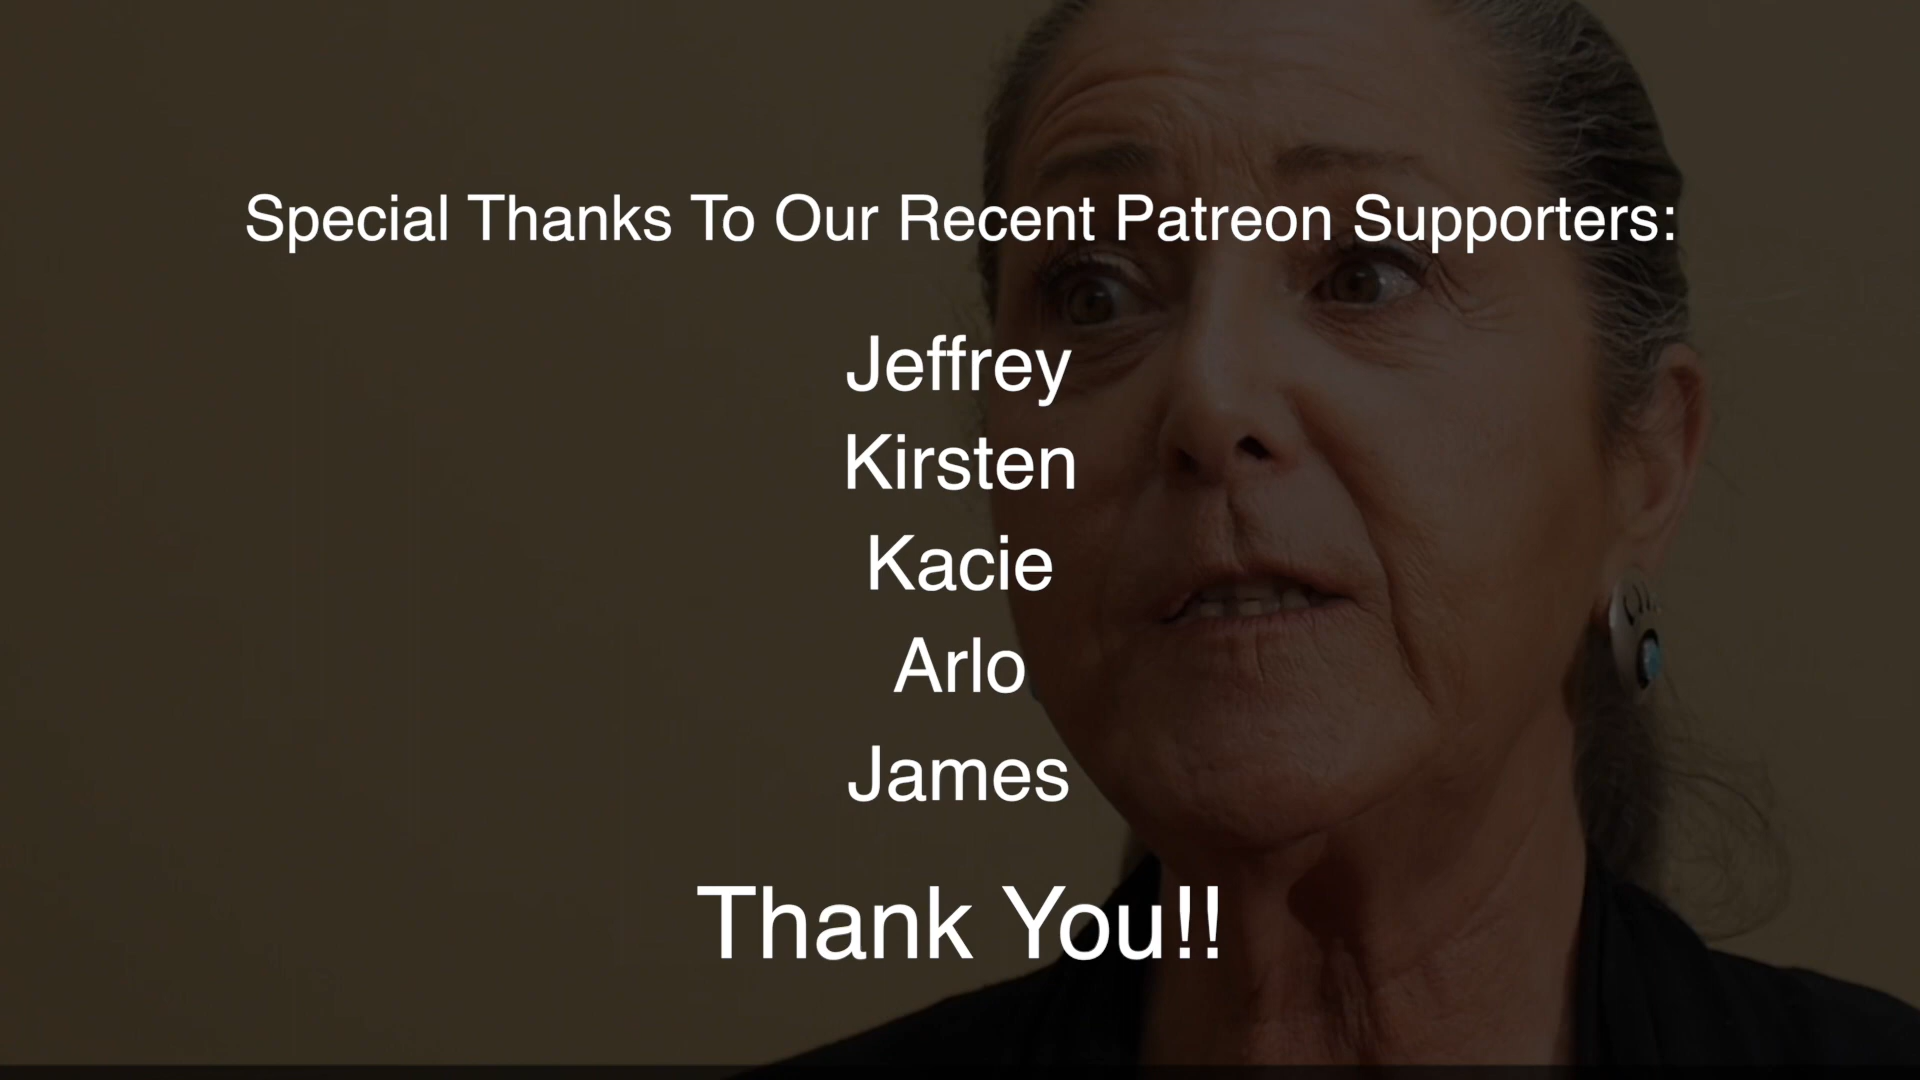 Special Thanks To Our Recent Patreon Supporters:
Jeffrey
Kirsten
Kacie
Arlo
James
Thank You!!